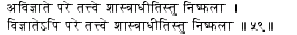 अविज्ञाते परे तत्त्वे शास्त्राधीतिस्तु निष्फला ।
विज्ञातेऽपि परे तत्त्वे शास्त्राधीतिस्तु निष्फला ॥ ५९ ॥